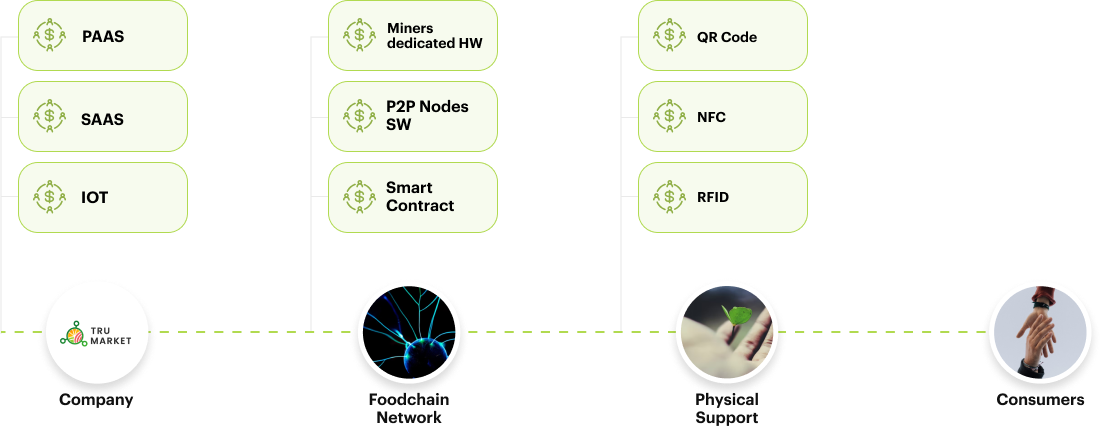 PAAS
SAAS
IOT
Miners
dedicated HW
P2P Nodes
SW
Smart
Contract
QR Code
NFC
RFID
TRU
MARKET
Company
Foodchain
Network
Physical
Support
Consumers